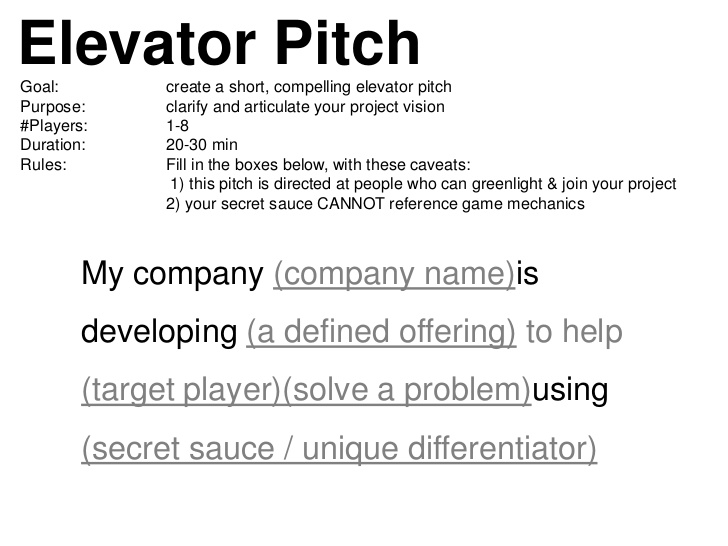 Elevator Pitch
Goal: create a short, compelling elevator pitch
Purpose: clarify and articulate your project vision
#Players: 1-8
Duration: 20-30 min
Rules: Fill in the boxes below, with these caveats:
1) this pitch is directed at people who can greenlight & join your project
2) your secret sauce CANNOT reference game mechanics
My company (company name)is
developing (a defined offering) to help
(target player)(solve a problem)using
(secret sauce / unique differentiator)